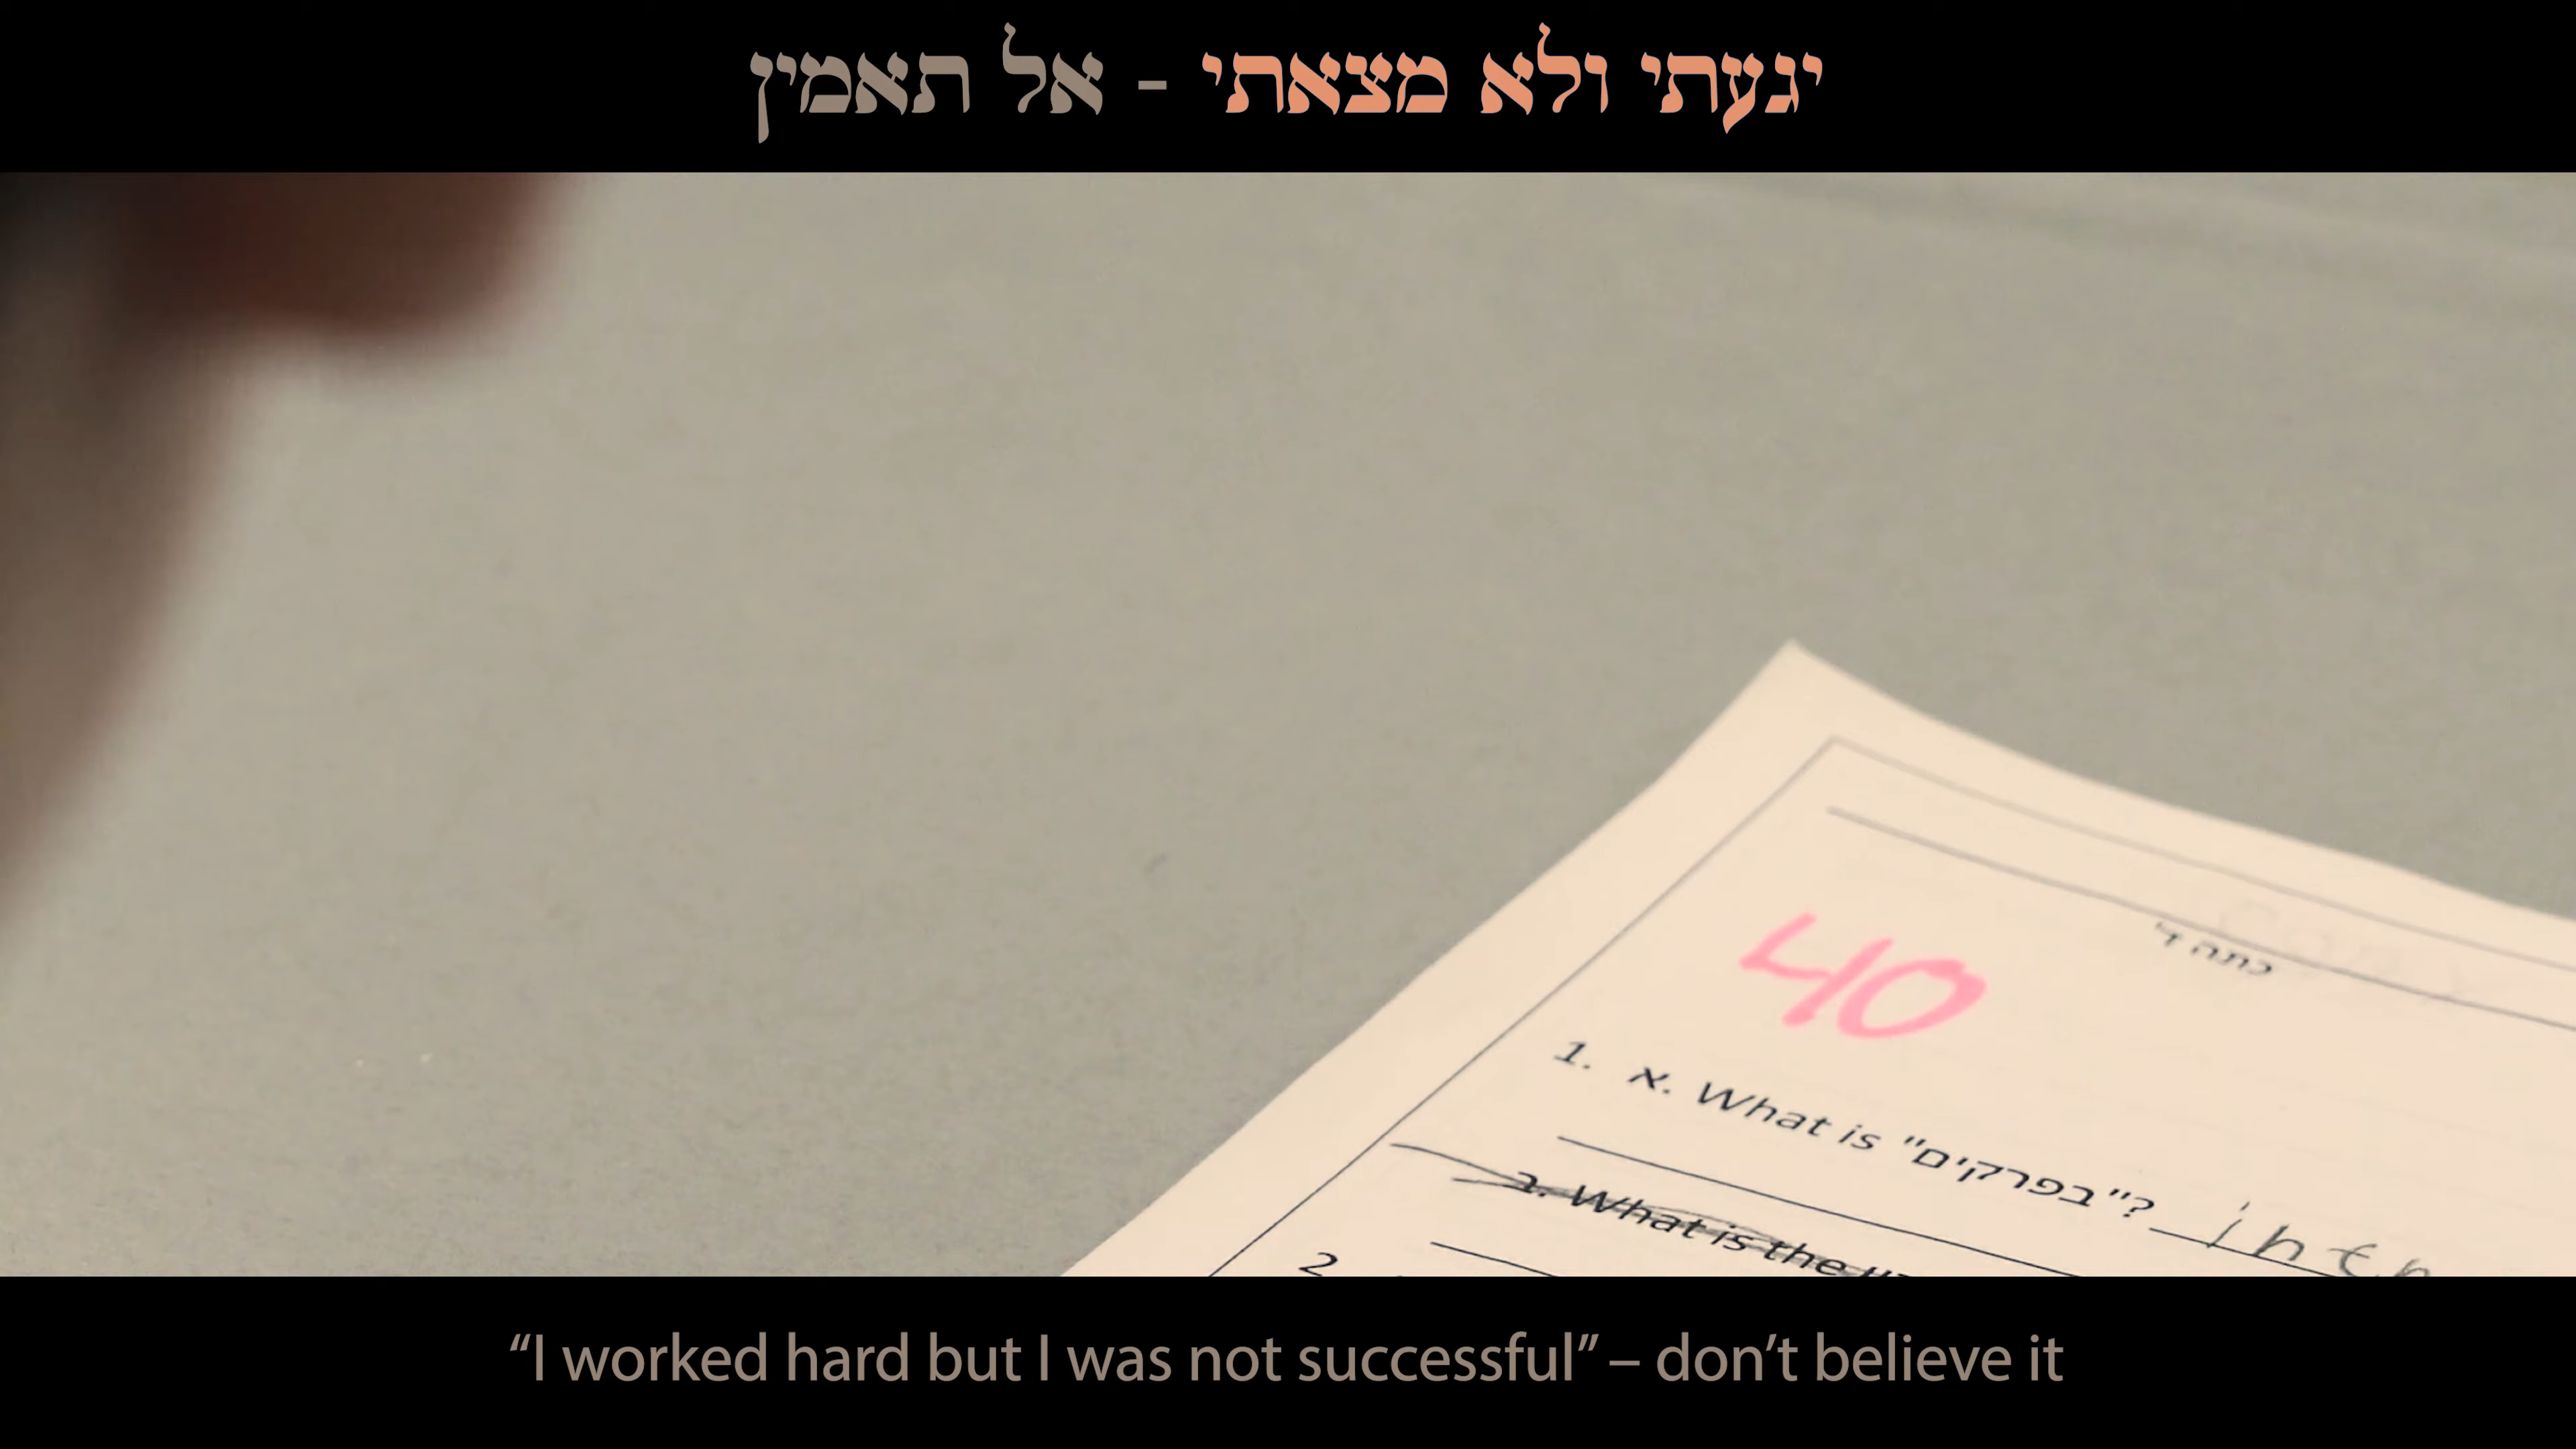 יגעתי ולא מצאתי - אל תאמין
כתה ד
40
1. א. What is "בפרקים"?
ב. What is the
2
“I worked hard but I was not successful” – don’t believe it